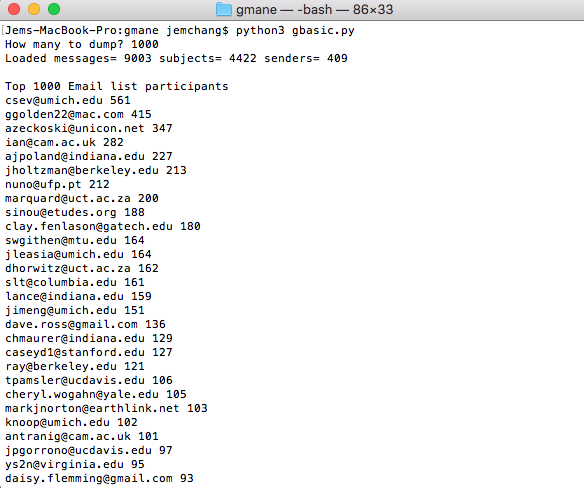 gmane — -bash — 86×33
[Jems-MacBook-Pro:gmane jemchang$ python3 gbasic.py
How many to dump? 1000
Loaded messages= 9003 subjects= 4422 senders= 409

Top 1000 Email list participants
csev@umich.edu 561
ggolden22@mac.com 415
azeckoski@unicon.net 347
ian@cam.ac.uk 282
ajpoland@indiana.edu 227
jholtzman@berkeley.edu 213
nuno@ufp.pt 212
marquard@uct.ac.za 200
sinou@etudes.org 188
clay.fenlason@gatech.edu 180
swgithen@mtu.edu 164
jleasia@umich.edu 164
dhorwitz@uct.ac.za 162
slt@columbia.edu 161
lance@indiana.edu 159
jimeng@umich.edu 151
dave.ross@gmail.com 136
chmaurer@indiana.edu 129
caseyd1@stanford.edu 127
ray@berkeley.edu 121
tpamsler@ucdavis.edu 106
cheryl.wogahn@yale.edu 105
markjnorton@earthlink.net 103
knoop@umich.edu 102
antranig@cam.ac.uk 101
jpgorrono@ucdavis.edu 97
ys2n@virginia.edu 95
daisy.flemming@gmail.com 93